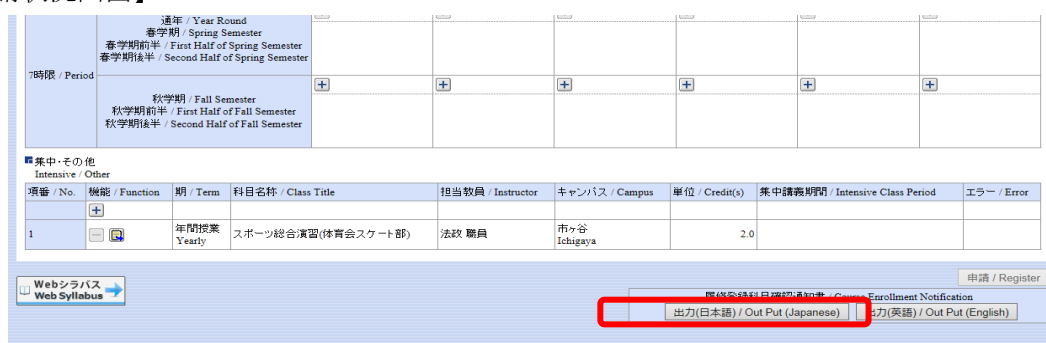 通年 / Year Round
春学期 / Spring Semester
春学期前半 / First Half of Spring Semester
春学期後半 / Second Half of Spring Semester
7時限 / Period
秋学期 / Fall Semester
秋学期前半 / First Half of Fall Semester
秋学期後半 / Second Half of Fall Semester
集中・その他
Intensive / Other
項番 / No. 機能 / Function 期 / Term 科目名称 / Class Title 担当教員 / Instructor キャンパス / Campus 単位 / Credit(s) 集中講義期間 / Intensive Class Period エラー / Error
1 年間授業 Yearly スポーツ総合演習(体育会スケート部) 法政 職員 市ヶ谷 Ichigaya 2.0
Webシラバス
Web Syllabus
申請 / Register
履修登録科目確認通知書 / Course Enrollment Notification
出力(日本語) / Out Put (Japanese) 出力(英語) / Out Put (English)